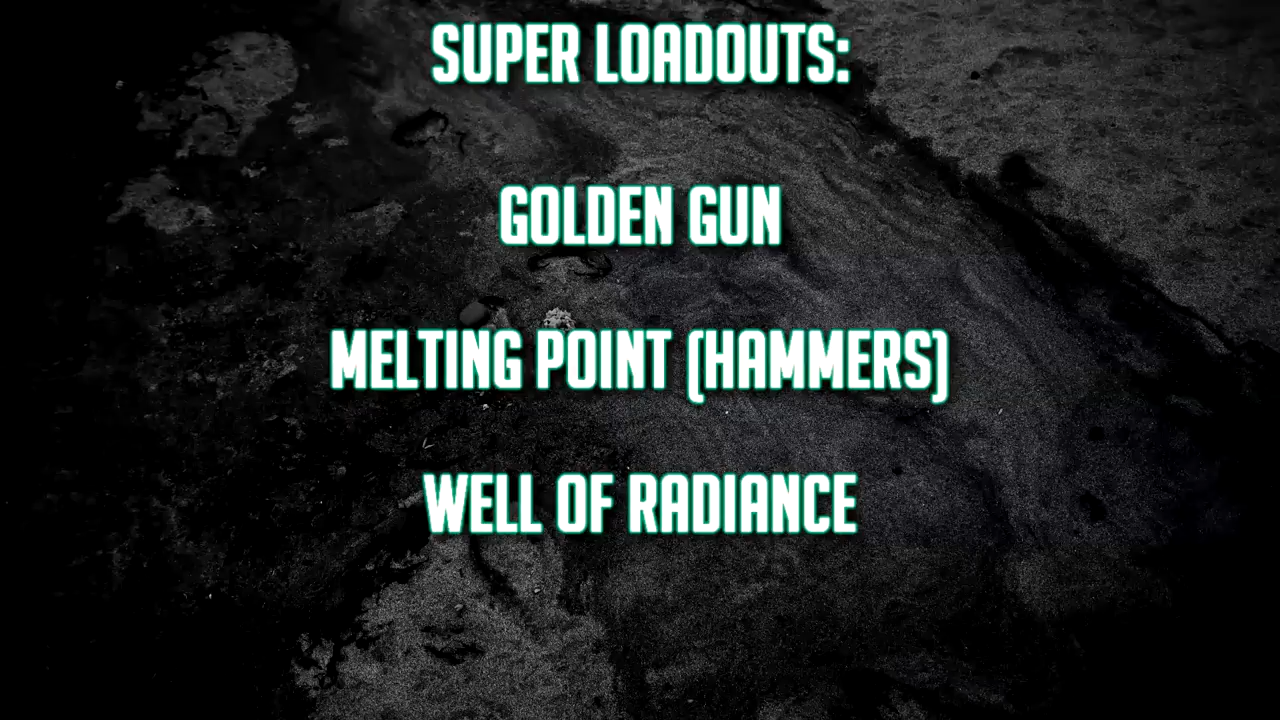 SUPER LOADOUTS:
GOLDEN GUN
MELTING POINT (HAMMERS)
WELL OF RADIANCE